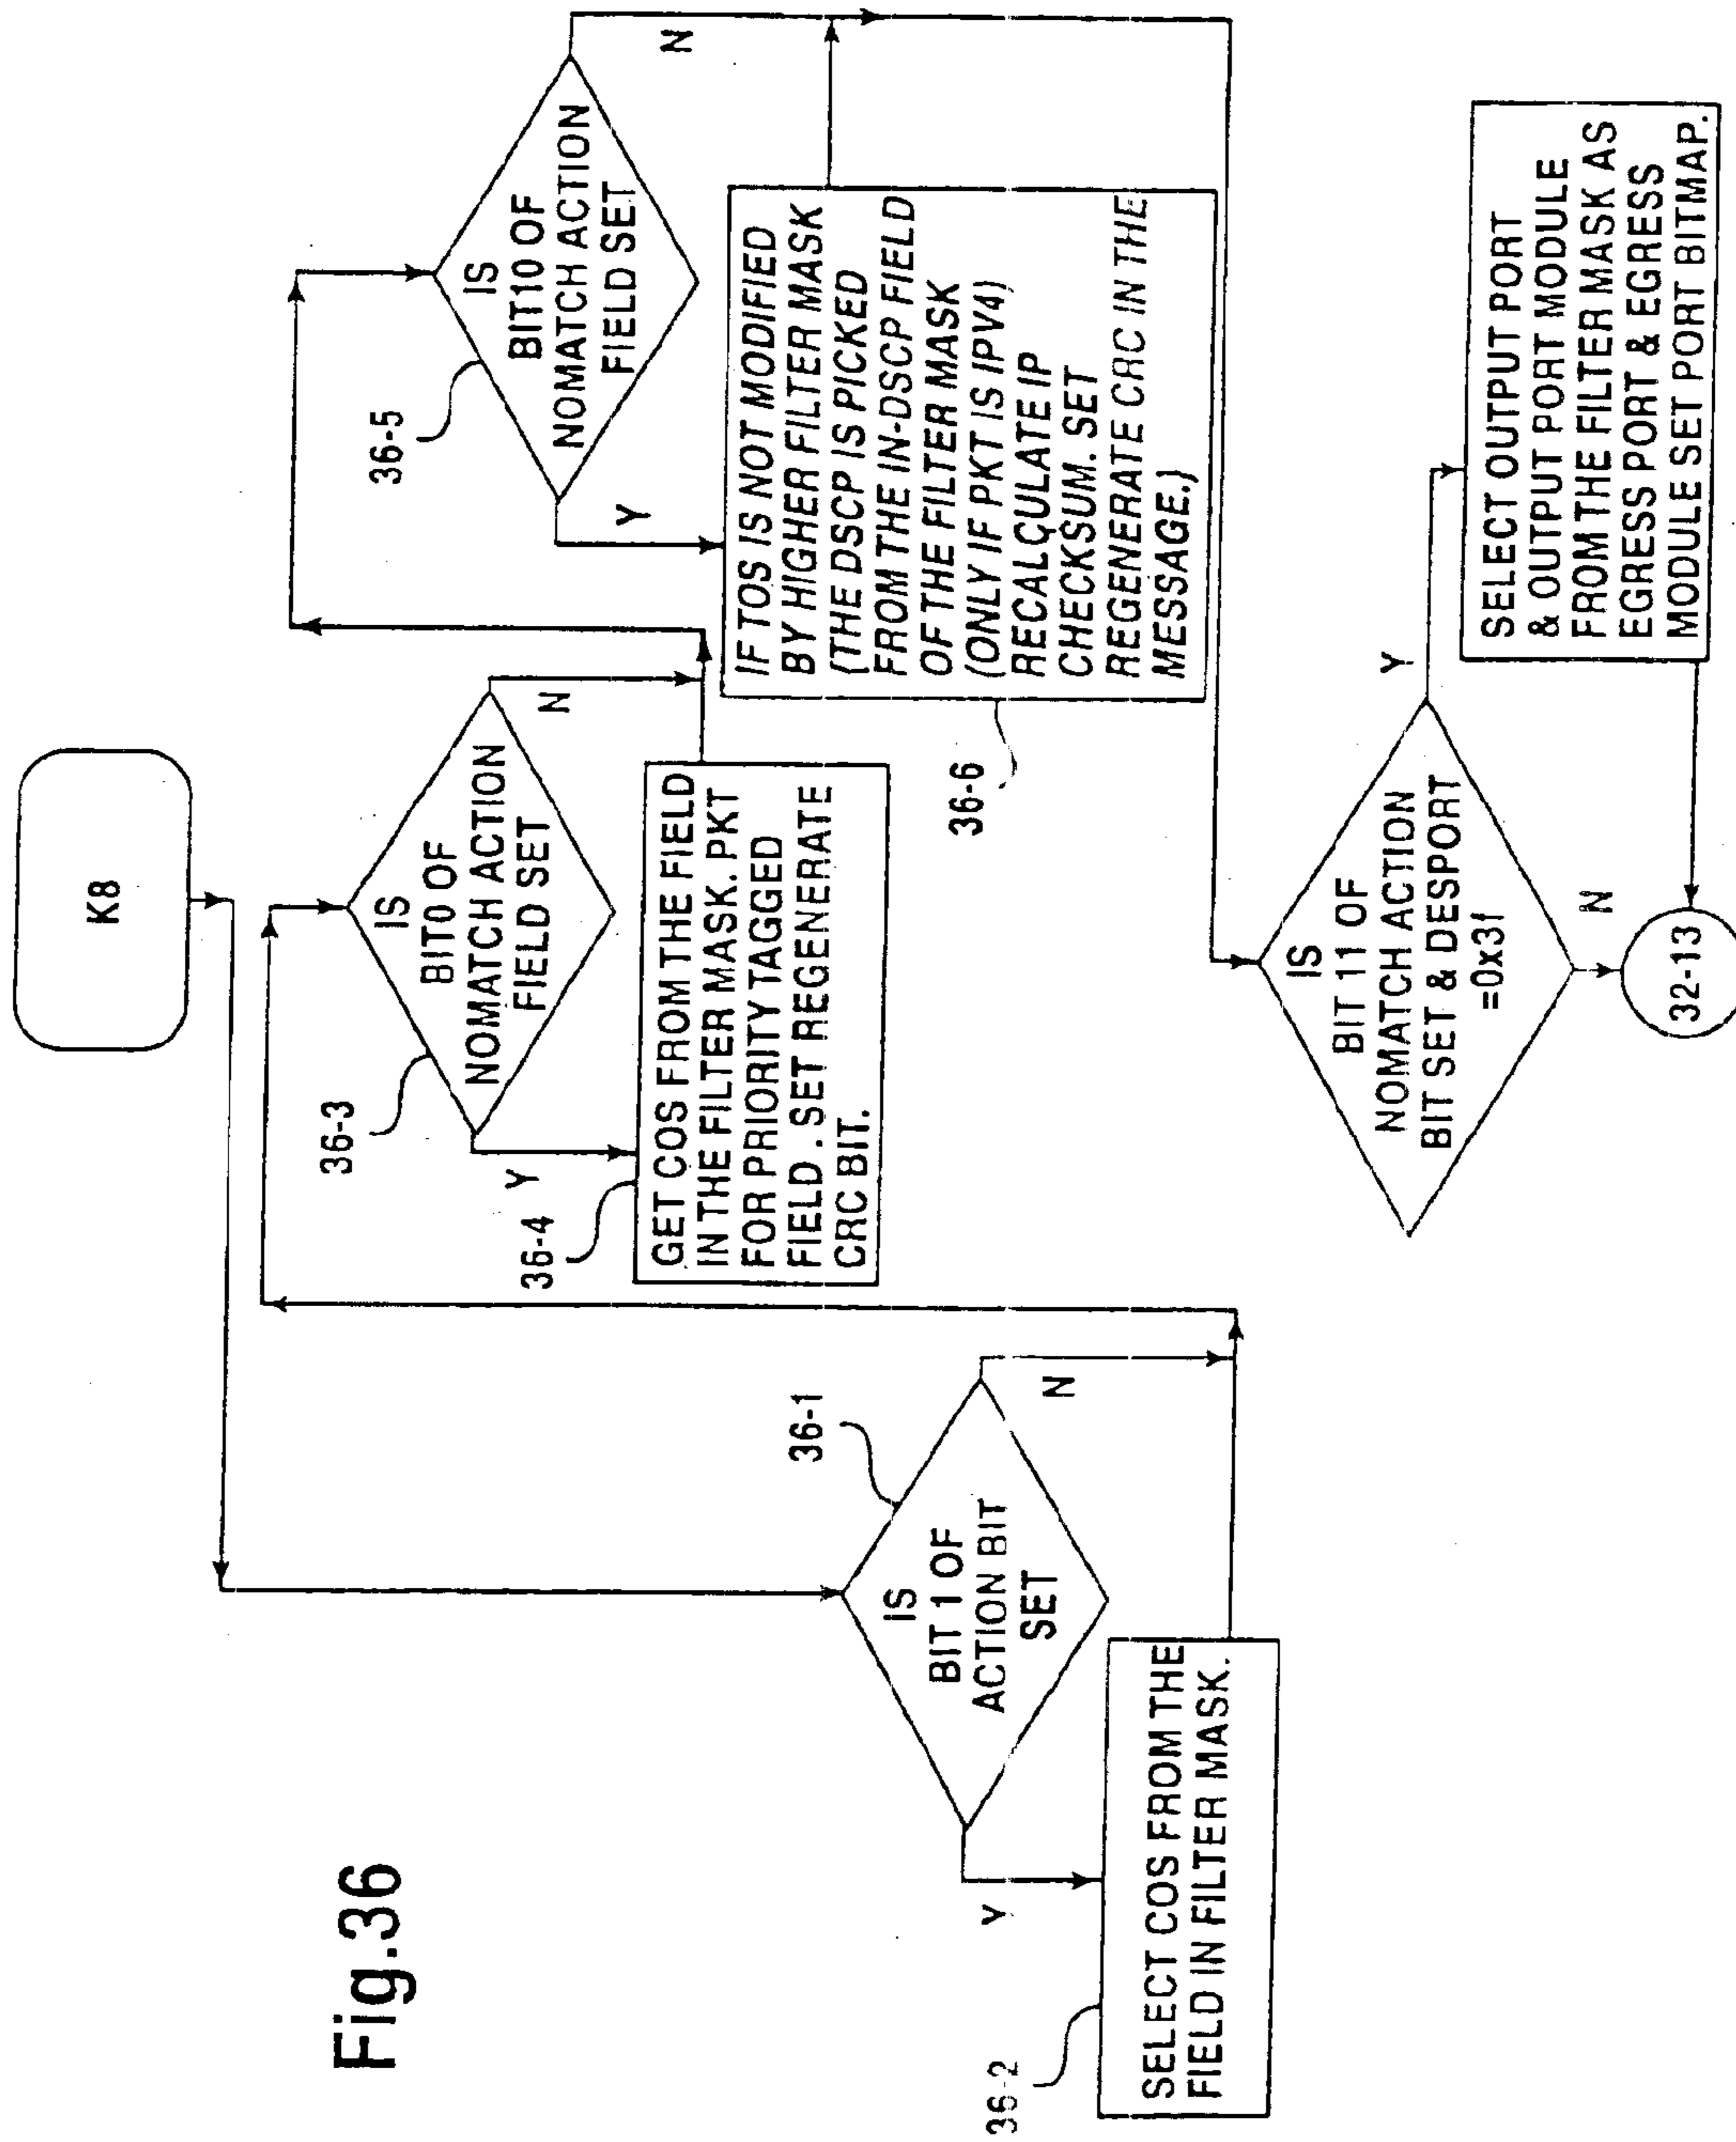 Fig.36
K8
36-1
IS
BIT 1 OF
ACTION BIT
SET
Y
N
36-2
SELECT COS FROM THE
FIELD IN FILTER MASK.
36-3
IS
BIT0 OF
NOMATCH ACTION
FIELD SET
Y
N
36-4
GET COS FROM THE FIELD
IN THE FILTER MASK. PKT
FOR PRIORITY TAGGED
FIELD. SET REGENERATE
CRC BIT.
36-5
IS
BIT10 OF
NOMATCH ACTION
FIELD SET
Y
N
36-6
IF TOS IS NOT MODIFIED
BY HIGHER FILTER MASK
(THE DSCP IS PICKED
FROM THE IN-DSCP FIELD
OF THE FILTER MASK
(ONLY IF PKT IS IPV4)
RECALCULATE IP
CHECKSUM. SET
REGENERATE CRC IN THE
MESSAGE.)
IS
BIT 11 OF
NOMATCH ACTION
BIT SET & DESPORT
=0x3f
Y
N
SELECT OUTPUT PORT
& OUTPUT PORT MODULE
FROM THE FILTER MASK AS
EGRESS PORT & EGRESS
MODULE SET PORT BITMAP.
32-13